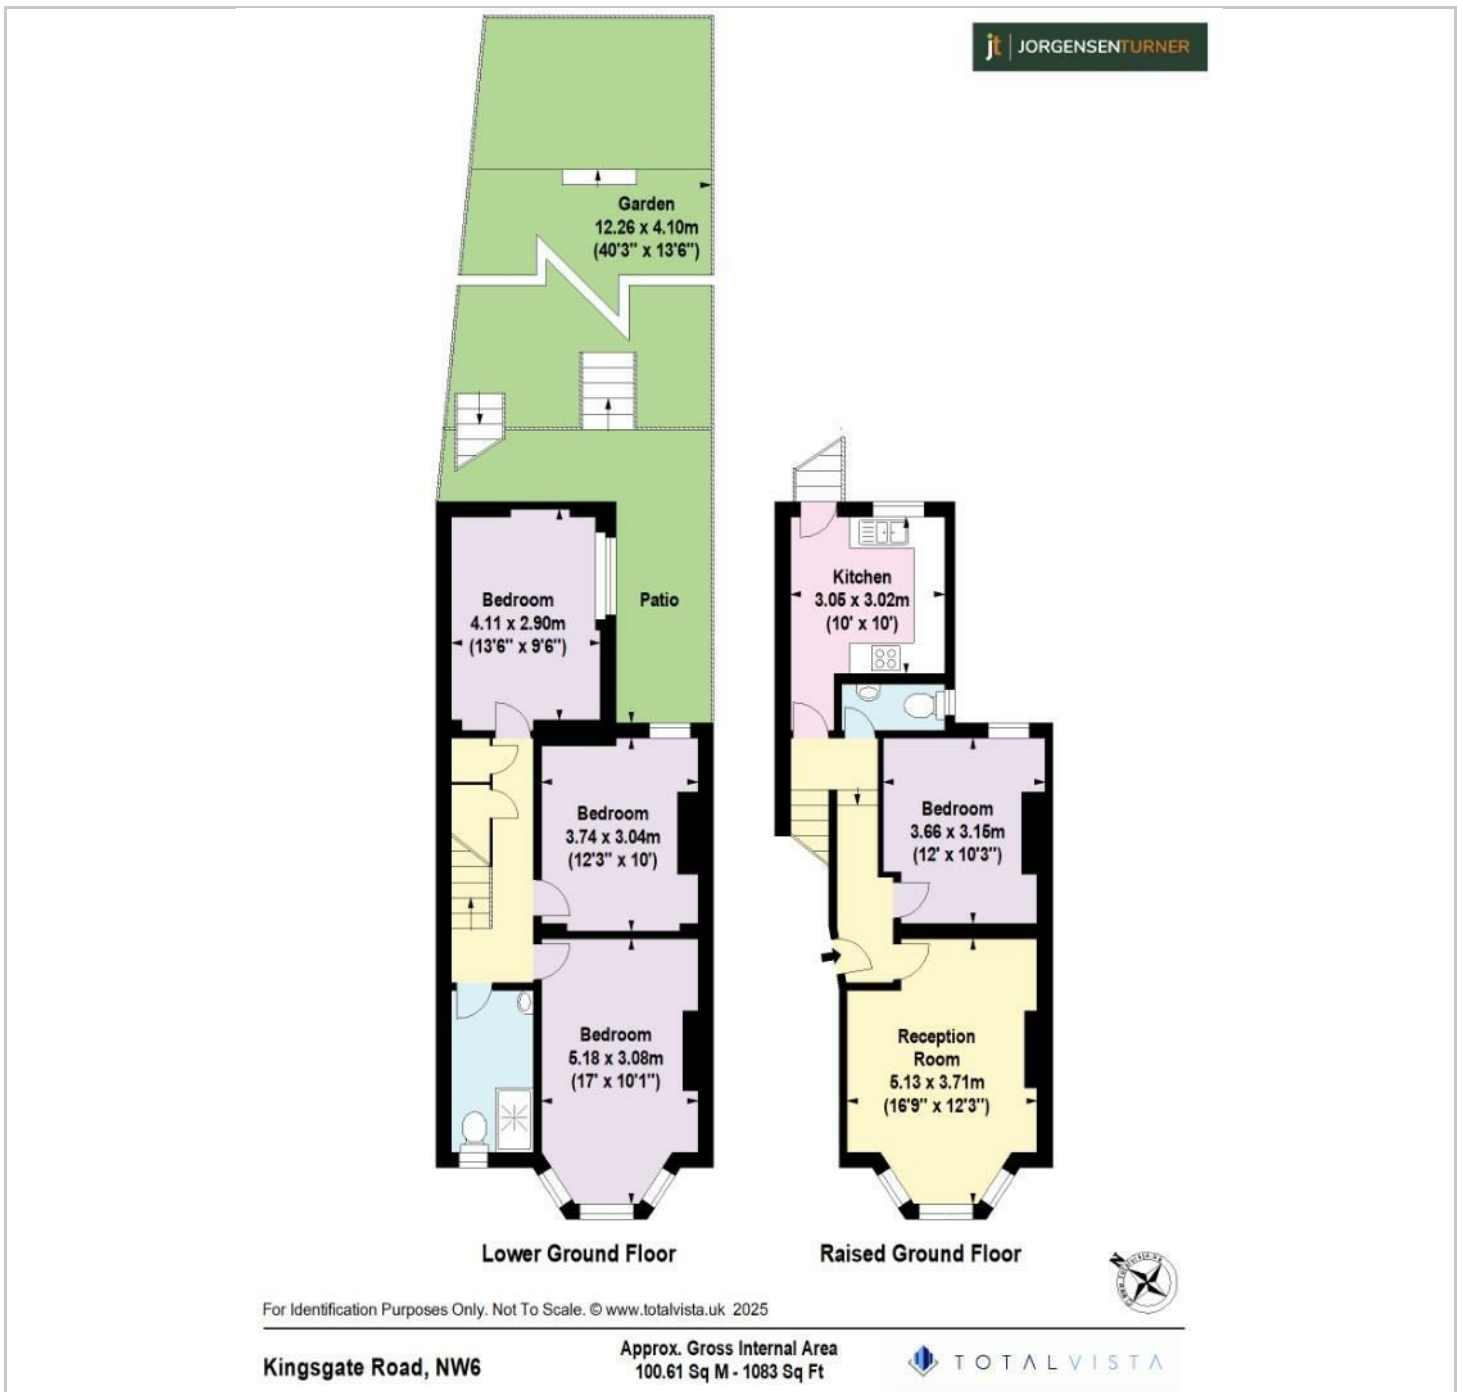 jt JORGENSENTURNER
Garden
12.26 x 4.10m
(40'3" x 13'6")
Bedroom
4.11 x 2.90m
(13'6" x 9'6")
Patio
Kitchen
3.05 x 3.02m
(10' x 10')
Bedroom
3.74 x 3.04m
(12'3" x 10')
Bedroom
3.66 x 3.15m
(12' x 10'3")
Bedroom
5.18 x 3.08m
(17' x 10'1")
Reception
Room
5.13 x 3.71m
(16'9" x 12'3")
Lower Ground Floor
Raised Ground Floor
N
For Identification Purposes Only. Not To Scale. © www.totalvista.uk 2025
Kingsgate Road, NW6
Approx. Gross Internal Area
100.61 Sq M - 1083 Sq Ft
TOTALVISTA